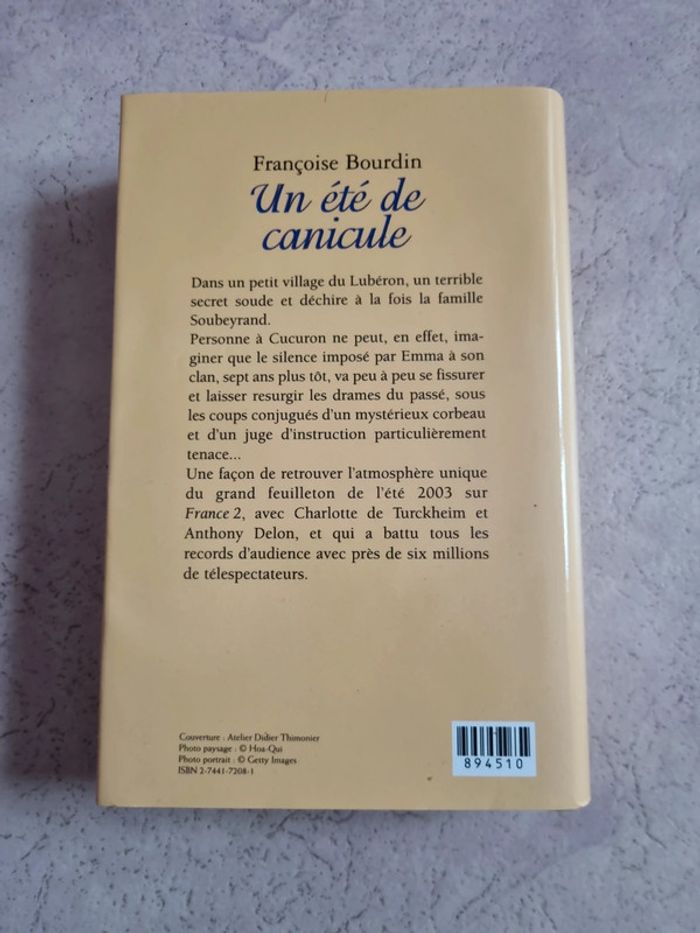 Françoise Bourdin
Un été de
canicule
Dans un petit village du Lubéron, un terrible
secret soude et déchire à la fois la famille
Soubeyrand.
Personne à Cucuron ne peut, en effet, ima-
giner que le silence imposé par Emma à son
clan, sept ans plus tôt, va peu à peu se fissurer
et laisser resurgir les drames du passé, sous
les coups conjugués d'un mystérieux corbeau
et d'un juge d'instruction particulièrement
tenace...
Une façon de retrouver l'atmosphère unique
du grand feuilleton de l'été 2003 sur
France 2, avec Charlotte de Turckheim et
Anthony Delon, et qui a battu tous les
records d'audience avec près de six millions
de télespectateurs.
Couverture : Atelier Didier Thimonier
Photo paysage : © Hoa-Qui
Photo portrait : © Getty Images
ISBN 2-7441-7208-1
894510